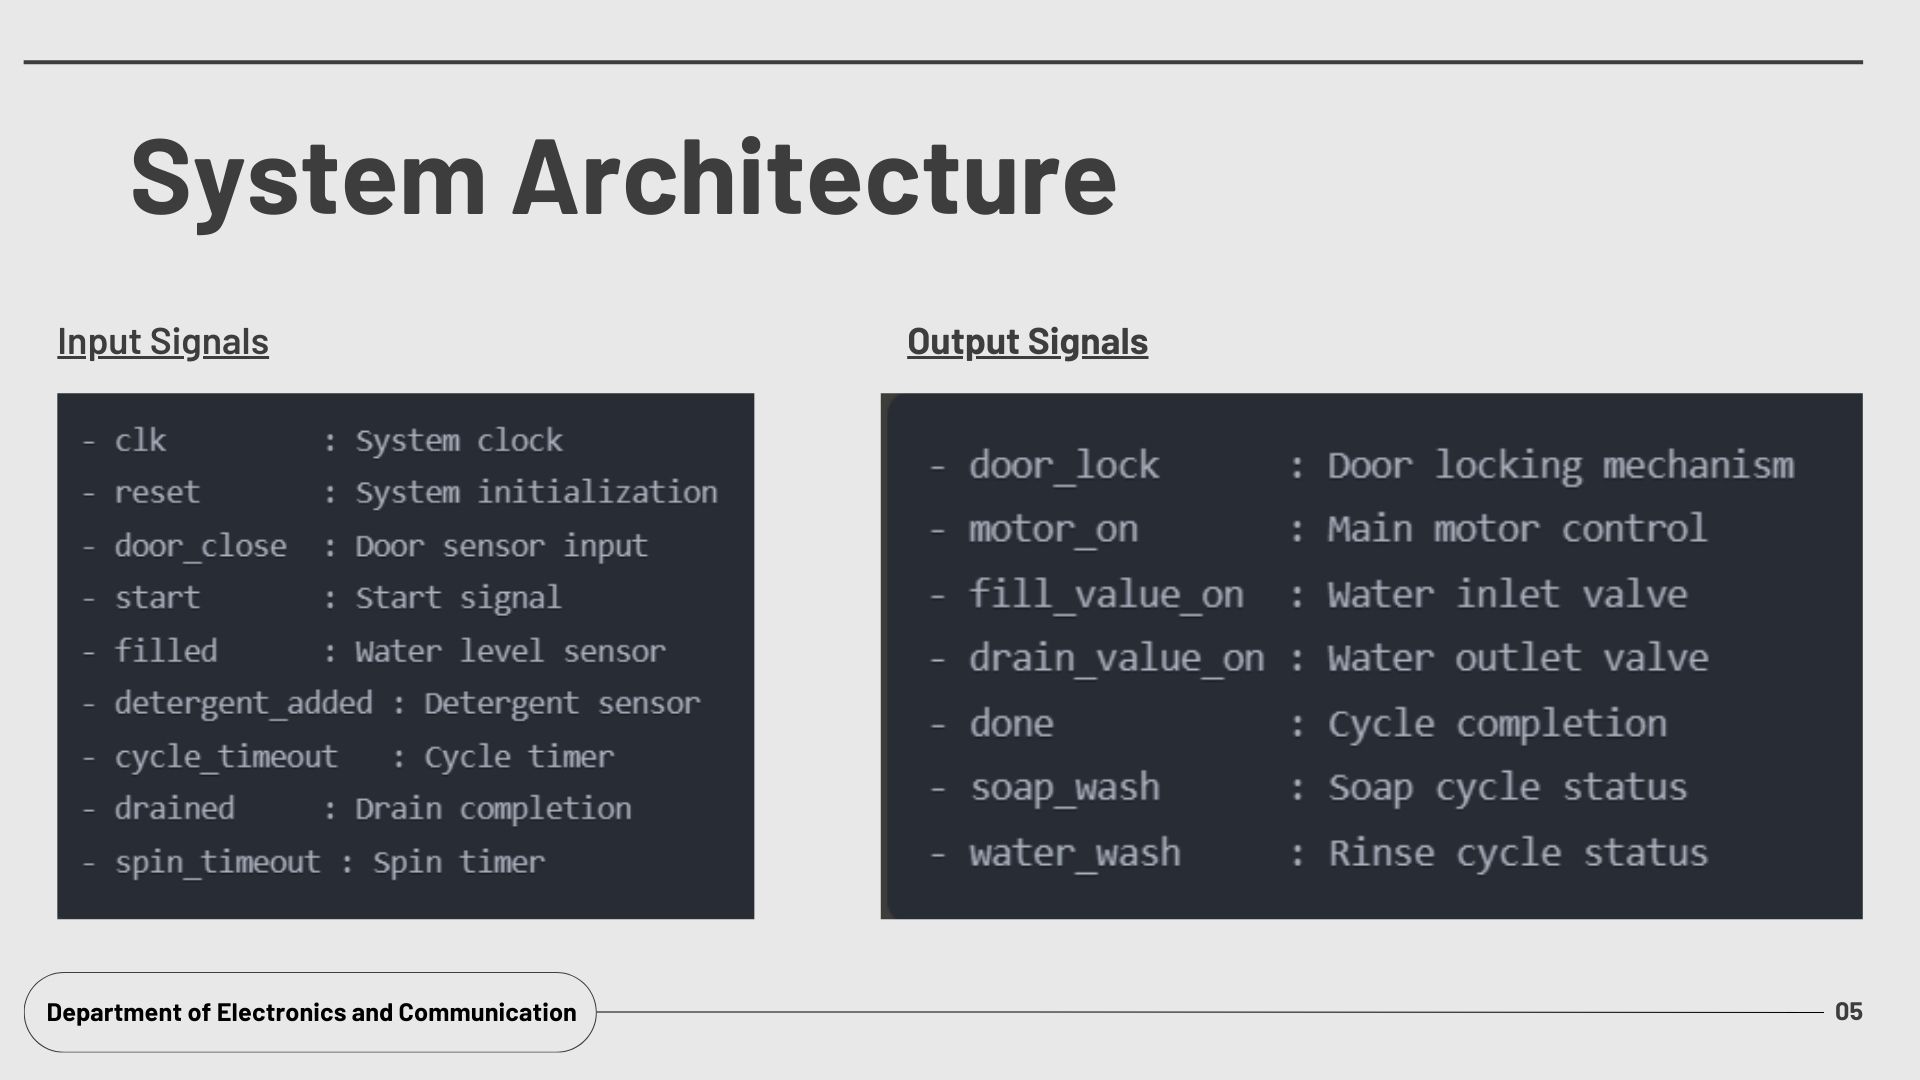 System Architecture
Input Signals
- clk : System clock
- reset : System initialization
- door_close : Door sensor input
- start : Start signal
- filled : Water level sensor
- detergent_added : Detergent sensor
- cycle_timeout : Cycle timer
- drained : Drain completion
- spin_timeout : Spin timer
Output Signals
- door_lock : Door locking mechanism
- motor_on : Main motor control
- fill_value_on : Water inlet valve
- drain_value_on : Water outlet valve
- done : Cycle completion
- soap_wash : Soap cycle status
- water_wash : Rinse cycle status
Department of Electronics and Communication
05